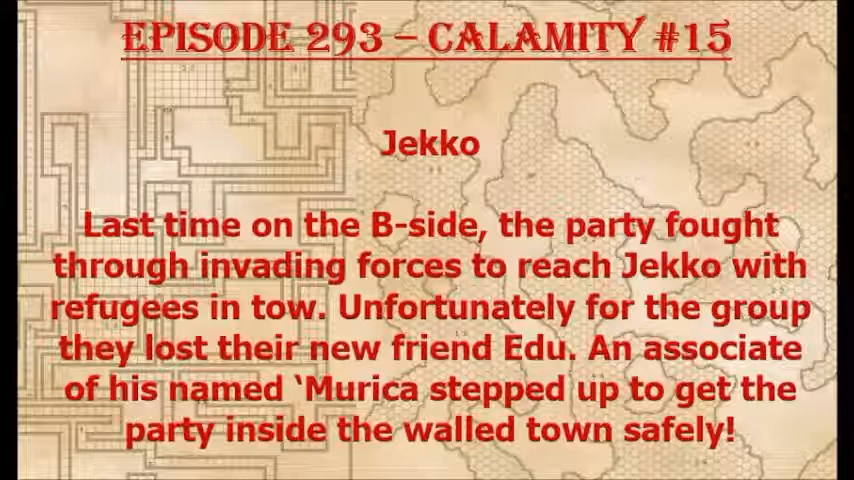 EPISODE 293 – CALAMITY #15
Jekko
Last time on the B-side, the party fought
through invading forces to reach Jekko with
refugees in tow. Unfortunately for the group
they lost their new friend Edu. An associate
of his named ‘Murica stepped up to get the
party inside the walled town safely!